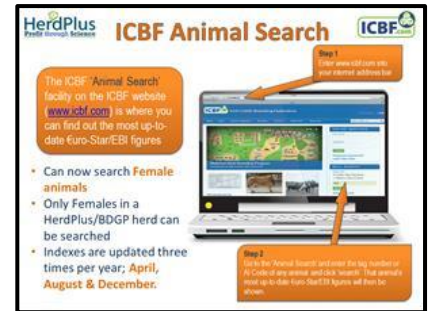 HerdPlus
Profit through Science
ICBF Animal Search
ICBF
.com
Step 1
Enter www.icbf.com into
your internet address bar
The ICBF 'Animal Search'
facility on the ICBF website
(www.icbf.com) is where you
can find out the most up-to-
date €uro-Star/EBI figures
• Can now search Female
animals
• Only Females in a
HerdPlus/BDGP herd can
be searched
• Indexes are updated three
times per year; April,
August & December.
Step 2
Go to the 'Animal Search' and enter the tag number or
AI Code of any animal and click 'search'. That animal's
most up-to-date €uro-Star/EBI figures will then be
shown.